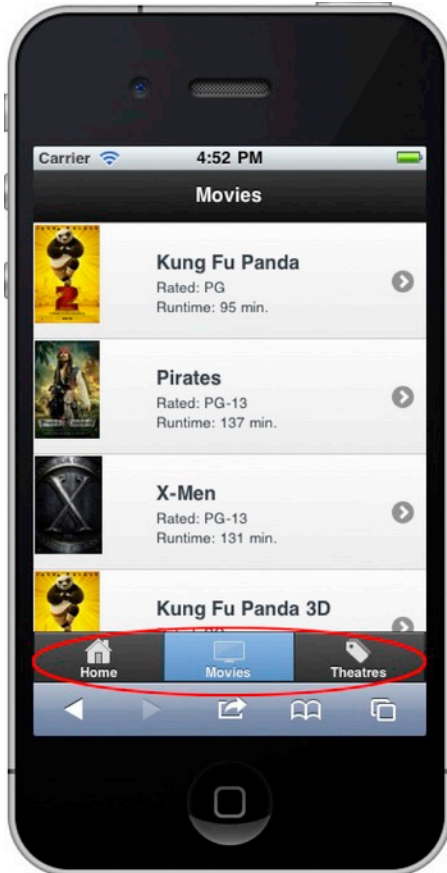 Carrier
4:52 PM
Movies
2
Kung Fu Panda
Rated: PG
Runtime: 95 min.
Pirates
Rated: PG-13
Runtime: 137 min.
X-Men
Rated: PG-13
Runtime: 131 min.
Kung Fu Panda 3D
Home
Movies
Theatres